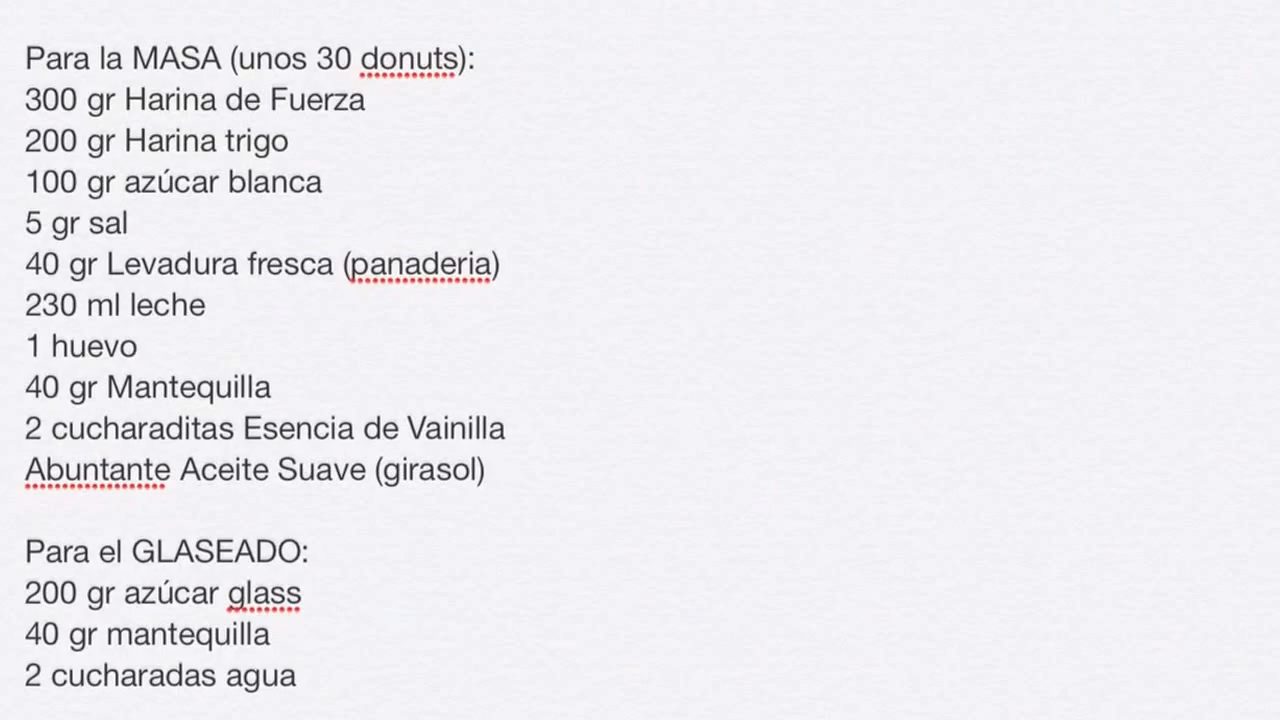 Para la MASA (unos 30 donuts):
300 gr Harina de Fuerza
200 gr Harina trigo
100 gr azúcar blanca
5 gr sal
40 gr Levadura fresca (panaderia)
230 ml leche
1 huevo
40 gr Mantequilla
2 cucharaditas Esencia de Vainilla
Abuntante Aceite Suave (girasol)
Para el GLASEADO:
200 gr azúcar glass
40 gr mantequilla
2 cucharadas agua